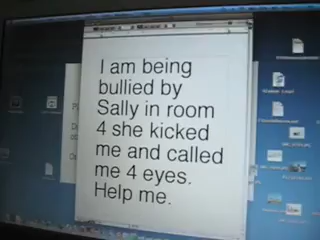 I am being
bullied by
Sally in room
4 she kicked
me and called
me 4 eyes.
Help me.